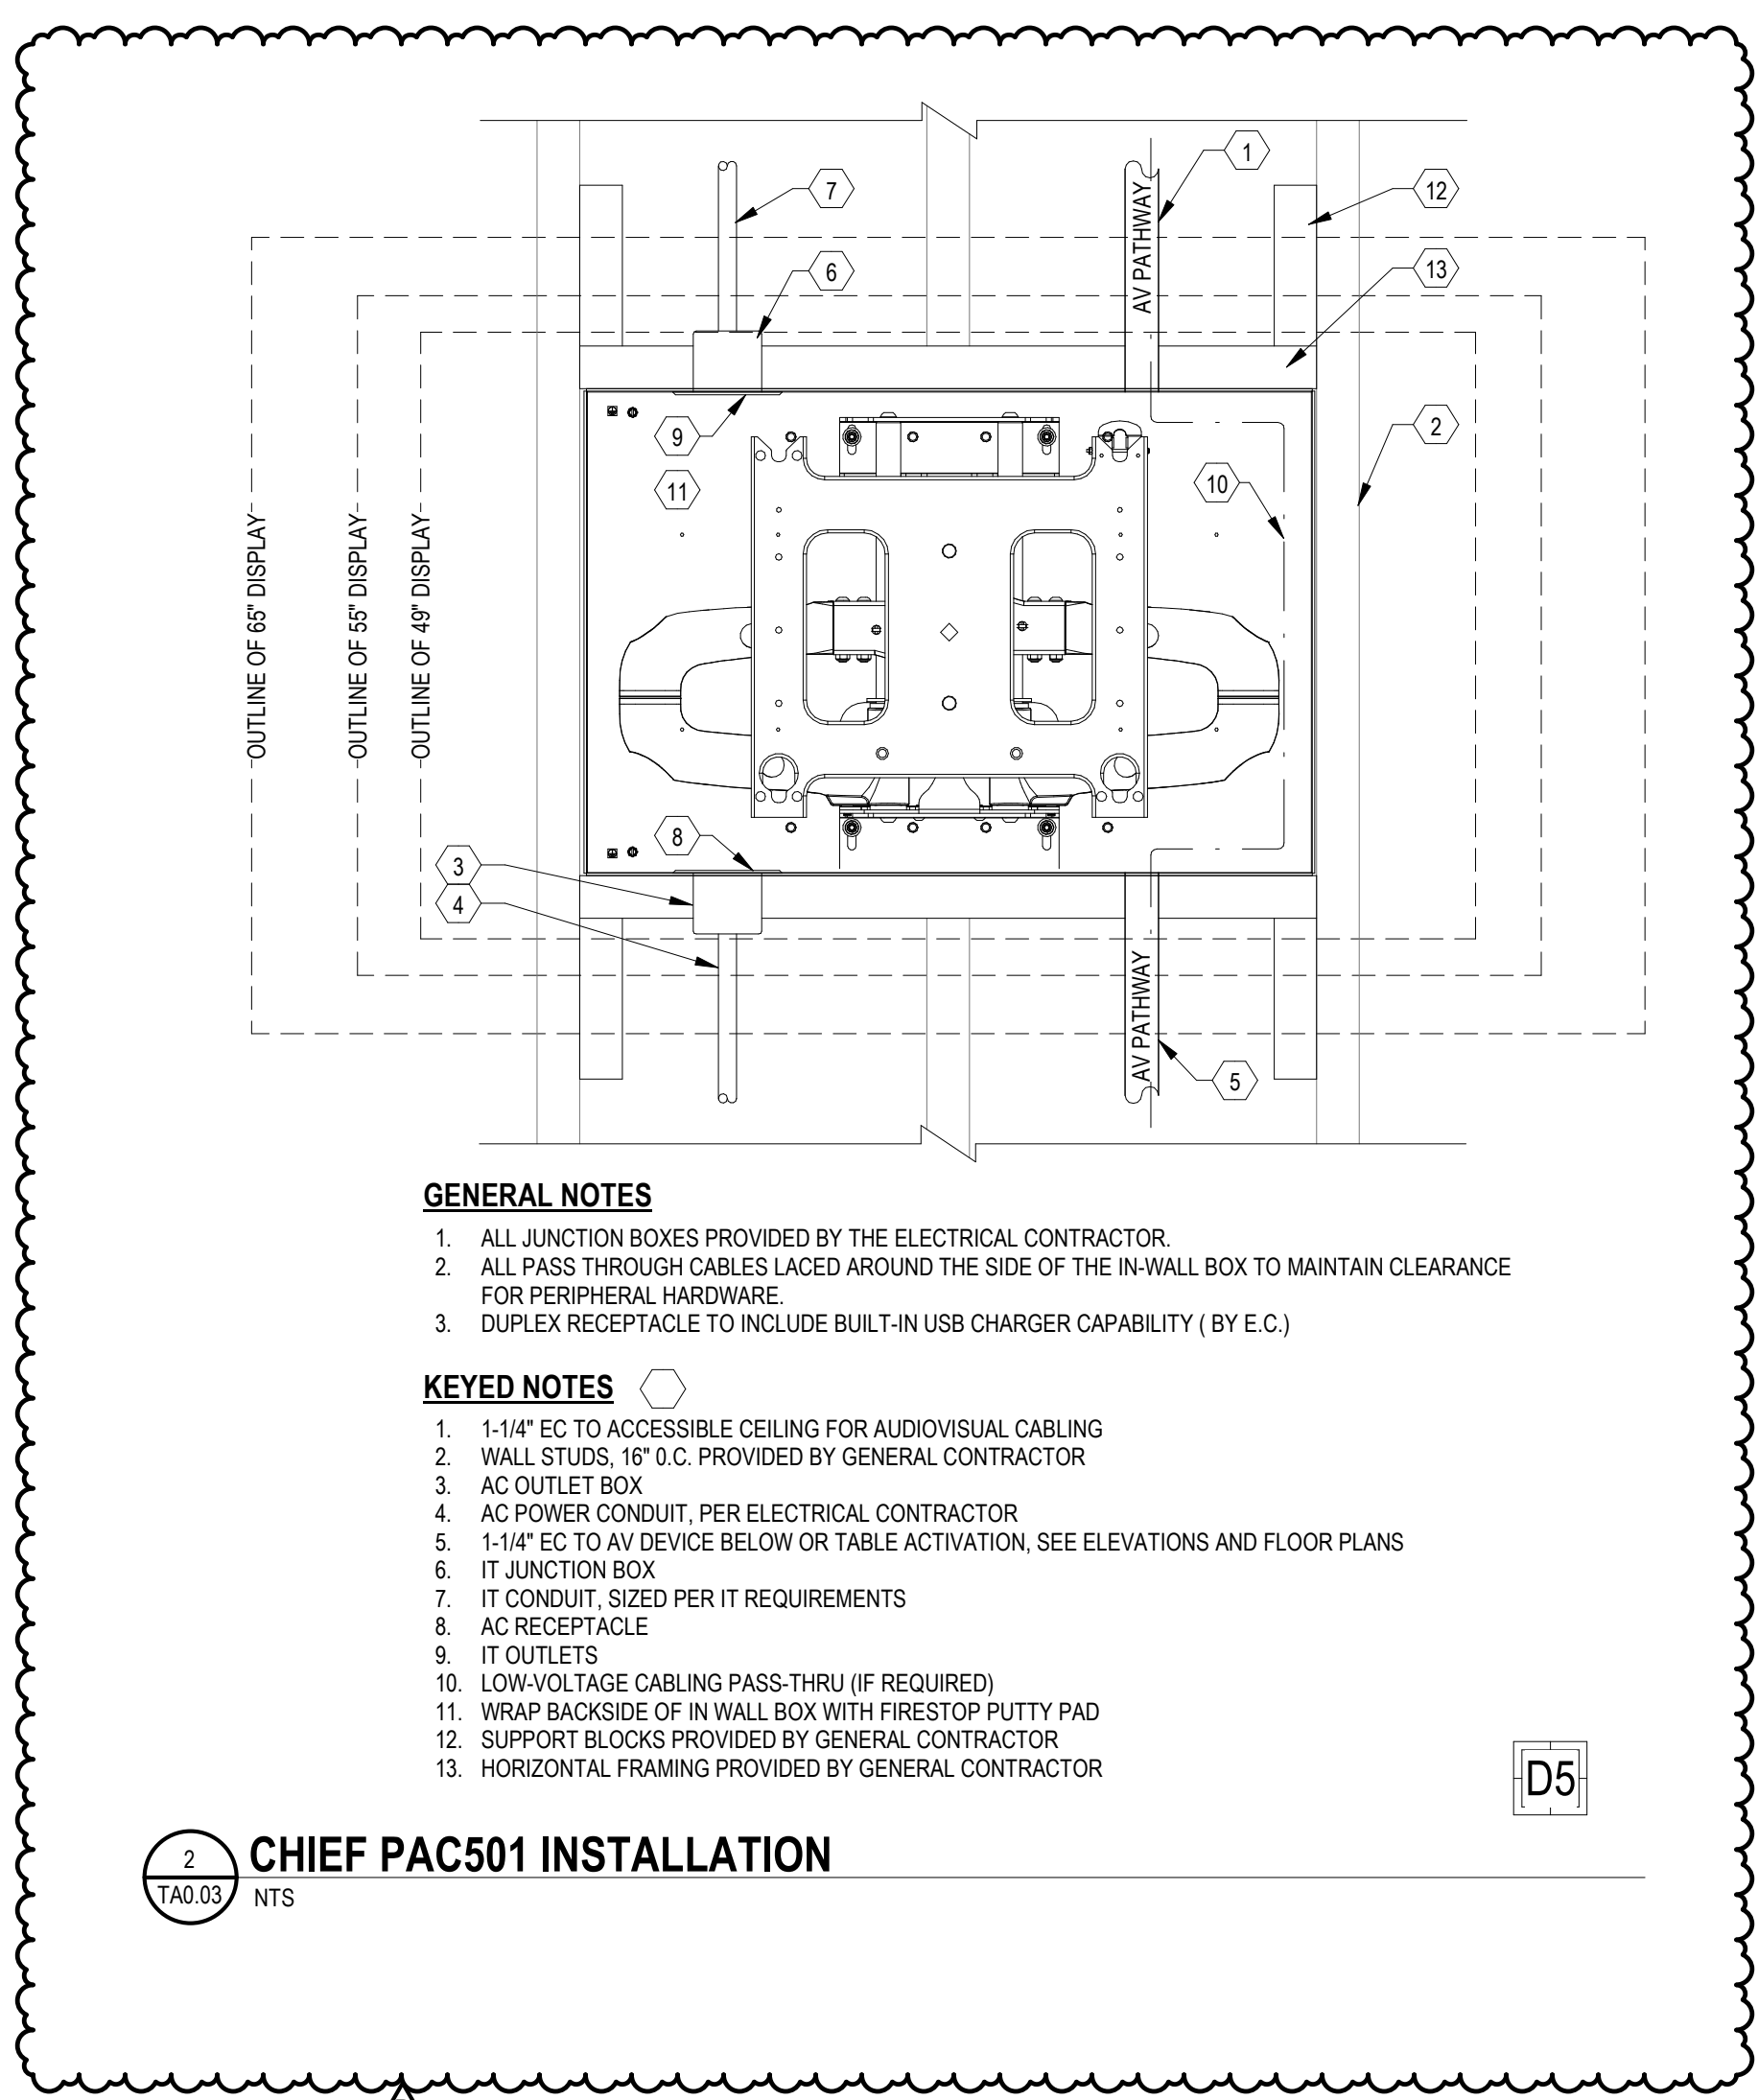 1
7
12
AV PATHWAY
6
13
9
2
11
10
OUTLINE OF 65" DISPLAY
OUTLINE OF 55" DISPLAY
OUTLINE OF 49" DISPLAY
8
3
4
AV PATHWAY
5
GENERAL NOTES
1. ALL JUNCTION BOXES PROVIDED BY THE ELECTRICAL CONTRACTOR.
2. ALL PASS THROUGH CABLES LACED AROUND THE SIDE OF THE IN-WALL BOX TO MAINTAIN CLEARANCE
FOR PERIPHERAL HARDWARE.
3. DUPLEX RECEPTACLE TO INCLUDE BUILT-IN USB CHARGER CAPABILITY ( BY E.C.)
KEYED NOTES
1. 1-1/4" EC TO ACCESSIBLE CEILING FOR AUDIOVISUAL CABLING
2. WALL STUDS, 16" 0.C. PROVIDED BY GENERAL CONTRACTOR
3. AC OUTLET BOX
4. AC POWER CONDUIT, PER ELECTRICAL CONTRACTOR
5. 1-1/4" EC TO AV DEVICE BELOW OR TABLE ACTIVATION, SEE ELEVATIONS AND FLOOR PLANS
6. IT JUNCTION BOX
7. IT CONDUIT, SIZED PER IT REQUIREMENTS
8. AC RECEPTACLE
9. IT OUTLETS
10. LOW-VOLTAGE CABLING PASS-THRU (IF REQUIRED)
11. WRAP BACKSIDE OF IN WALL BOX WITH FIRESTOP PUTTY PAD
12. SUPPORT BLOCKS PROVIDED BY GENERAL CONTRACTOR
13. HORIZONTAL FRAMING PROVIDED BY GENERAL CONTRACTOR
D5
2
TA0.03
CHIEF PAC501 INSTALLATION
NTS